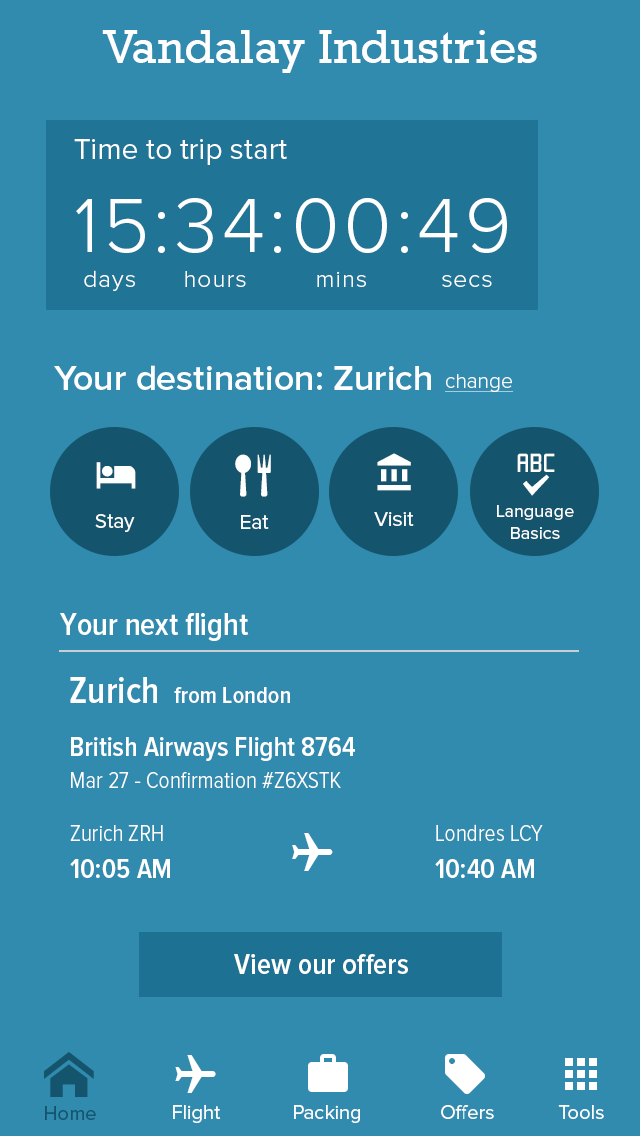 Vandalay Industries
Time to trip start
15:34:00:49
days hours mins secs
Your destination: Zurich change
Stay
Eat
Visit
ABC
Language
Basics
Your next flight
Zurich from London
British Airways Flight 8764
Mar 27 - Confirmation #Z6XSTK
Zurich ZRH Londres LCY
10:05 AM 10:40 AM
View our offers
Home Flight Packing Offers Tools